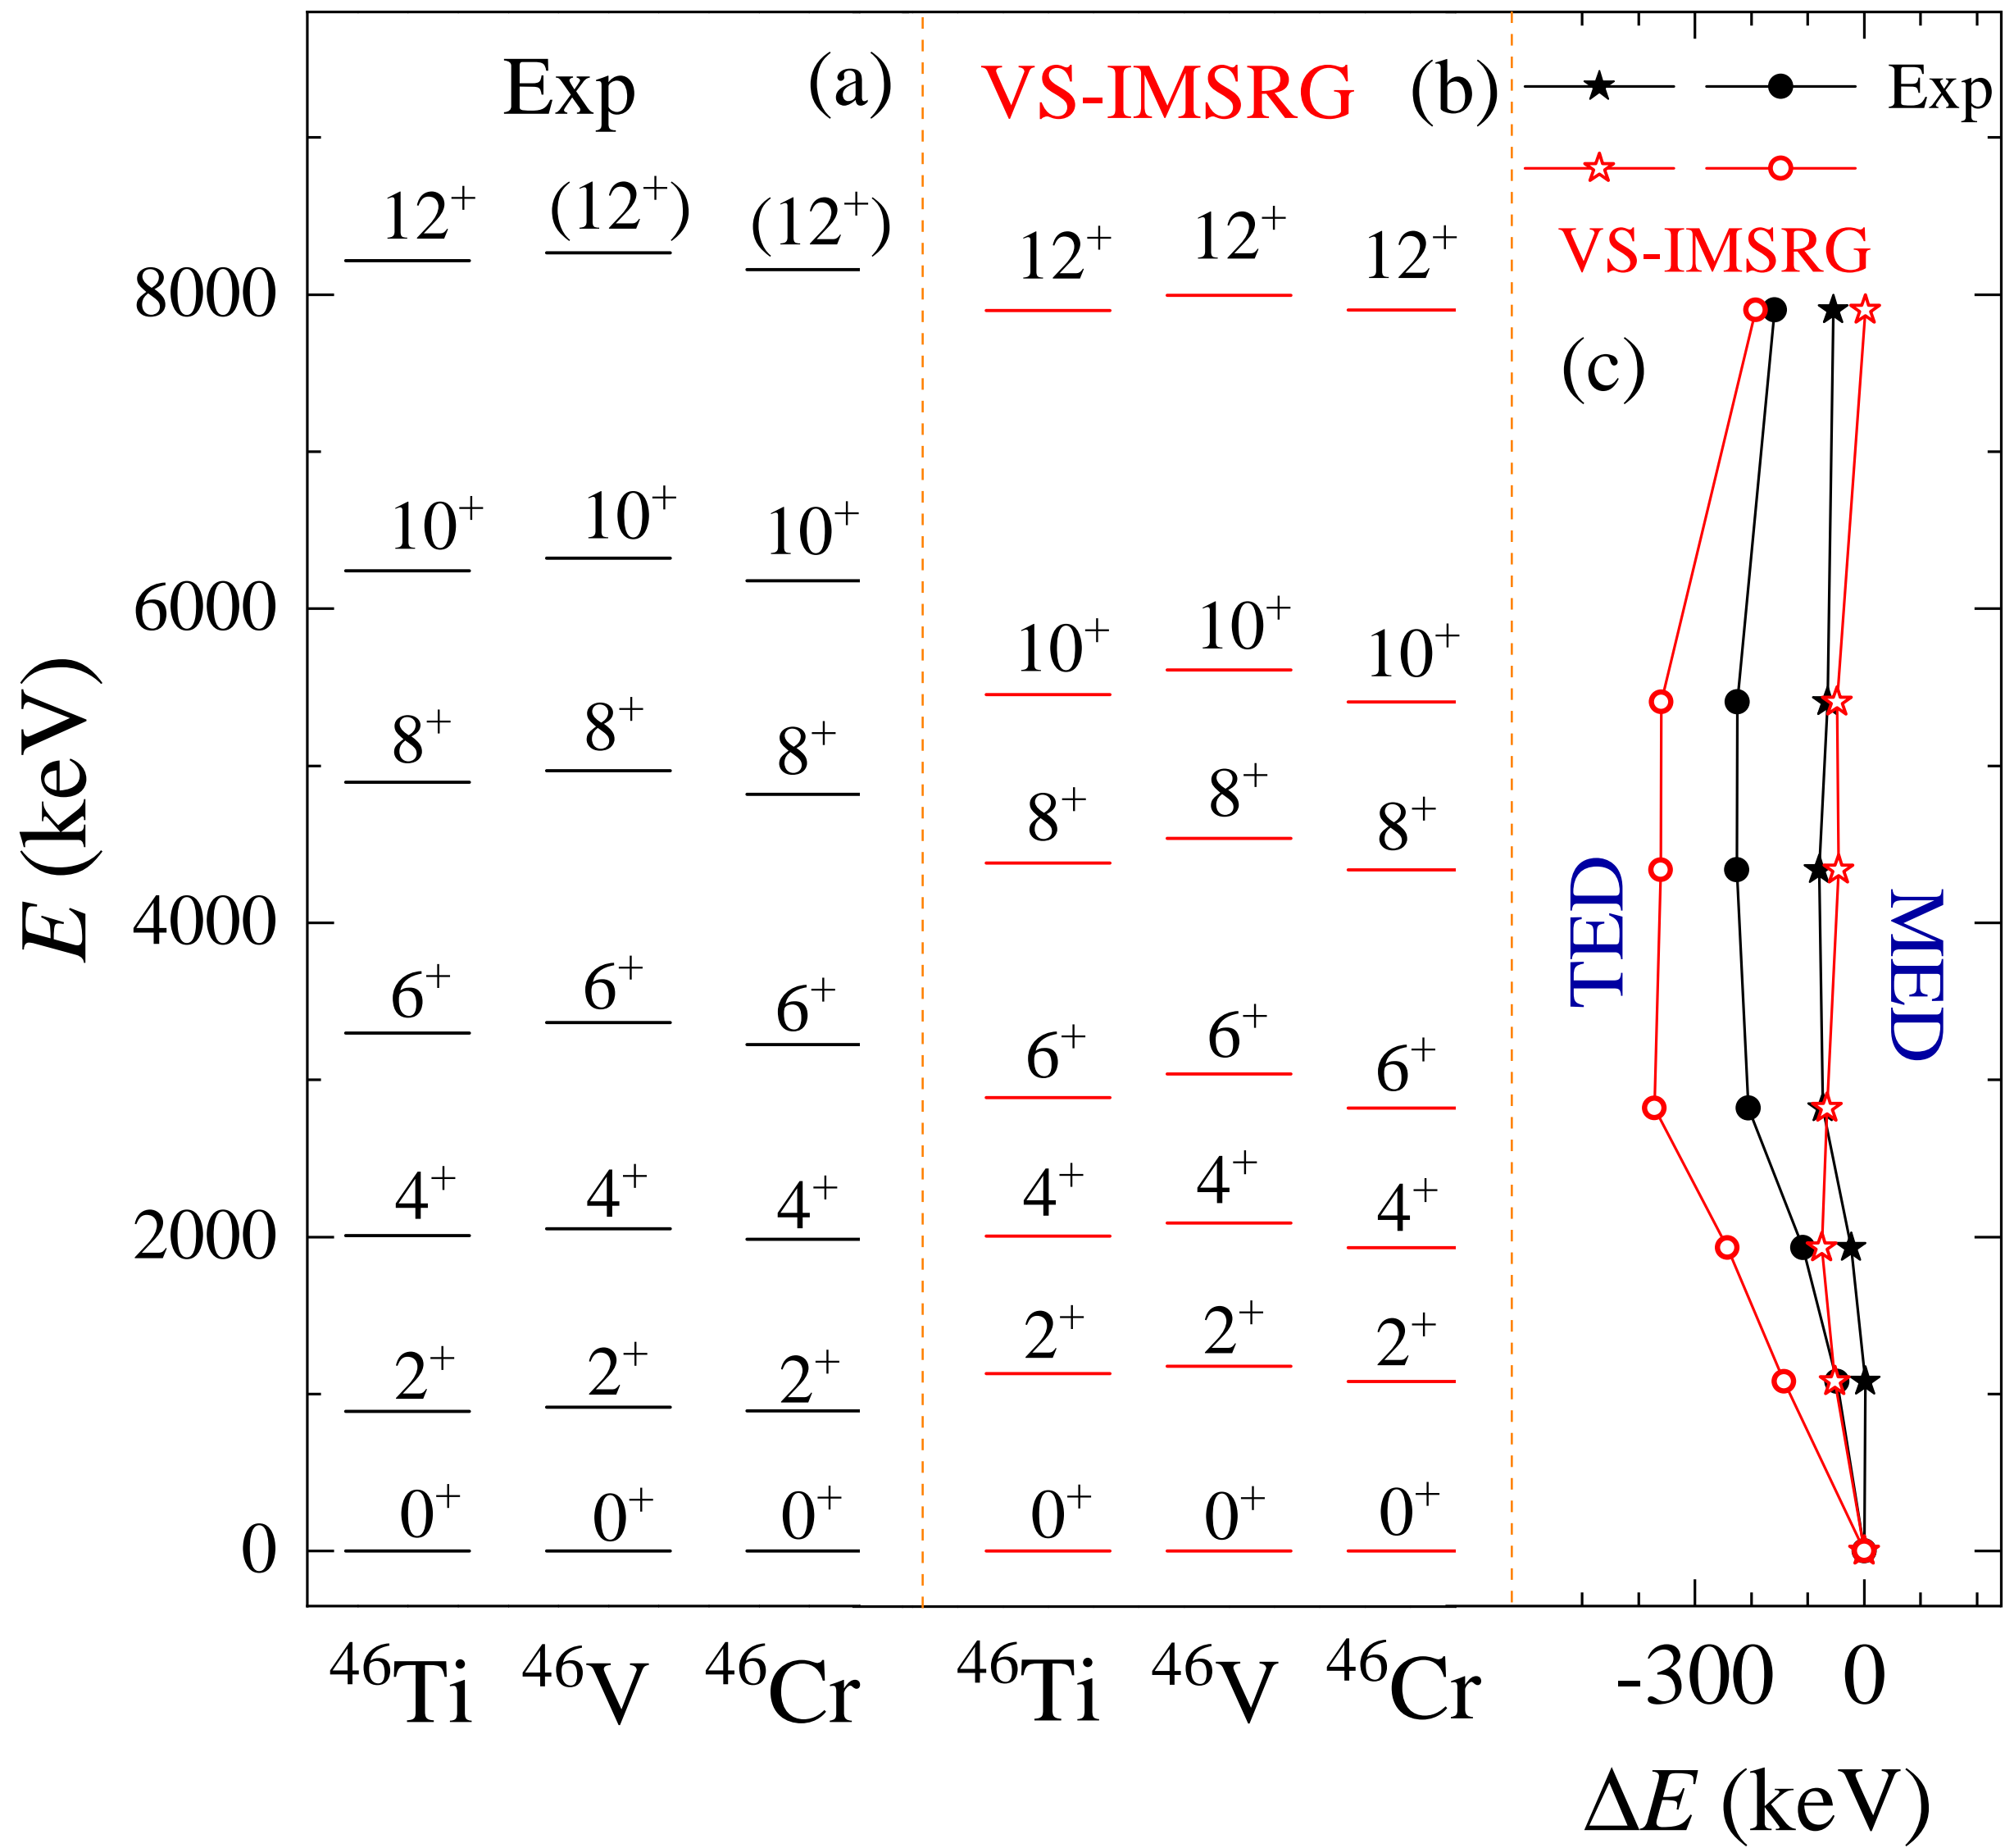 Exp (a) VS-IMSRG (b) Exp
VS-IMSRG
12⁺ (12⁺) (12⁺) 12⁺ 12⁺ 12⁺
(c)
10⁺ 10⁺ 10⁺ 10⁺ 10⁺ 10⁺
8⁺ 8⁺ 8⁺ 8⁺ 8⁺ 8⁺
6⁺ 6⁺ 6⁺ 6⁺ 6⁺ 6⁺
4⁺ 4⁺ 4⁺ 4⁺ 4⁺ 4⁺
2⁺ 2⁺ 2⁺ 2⁺ 2⁺ 2⁺
0⁺ 0⁺ 0⁺ 0⁺ 0⁺ 0⁺
TED
MED
E (keV)
8000
6000
4000
2000
0
⁴⁶Ti ⁴⁶V ⁴⁶Cr ⁴⁶Ti ⁴⁶V ⁴⁶Cr -300 0
ΔE (keV)